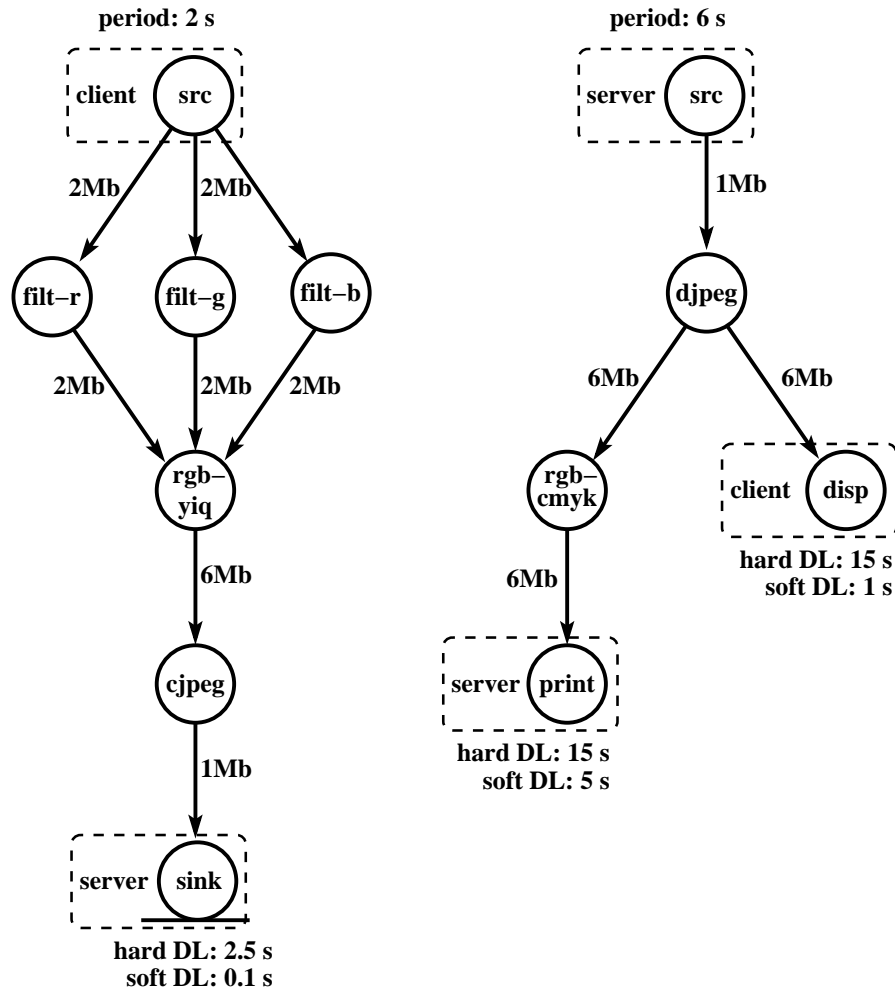 period: 2 s
client
src
2Mb
2Mb
filt–r
filt–g
filt–b
2Mb
2Mb
2Mb
rgb–
yiq
6Mb
cjpeg
1Mb
server
sink
hard DL: 2.5 s
soft DL: 0.1 s
period: 6 s
server
src
1Mb
djpeg
6Mb
6Mb
rgb–
cmyk
client
disp
hard DL: 15 s
soft DL: 1 s
6Mb
server
print
hard DL: 15 s
soft DL: 5 s